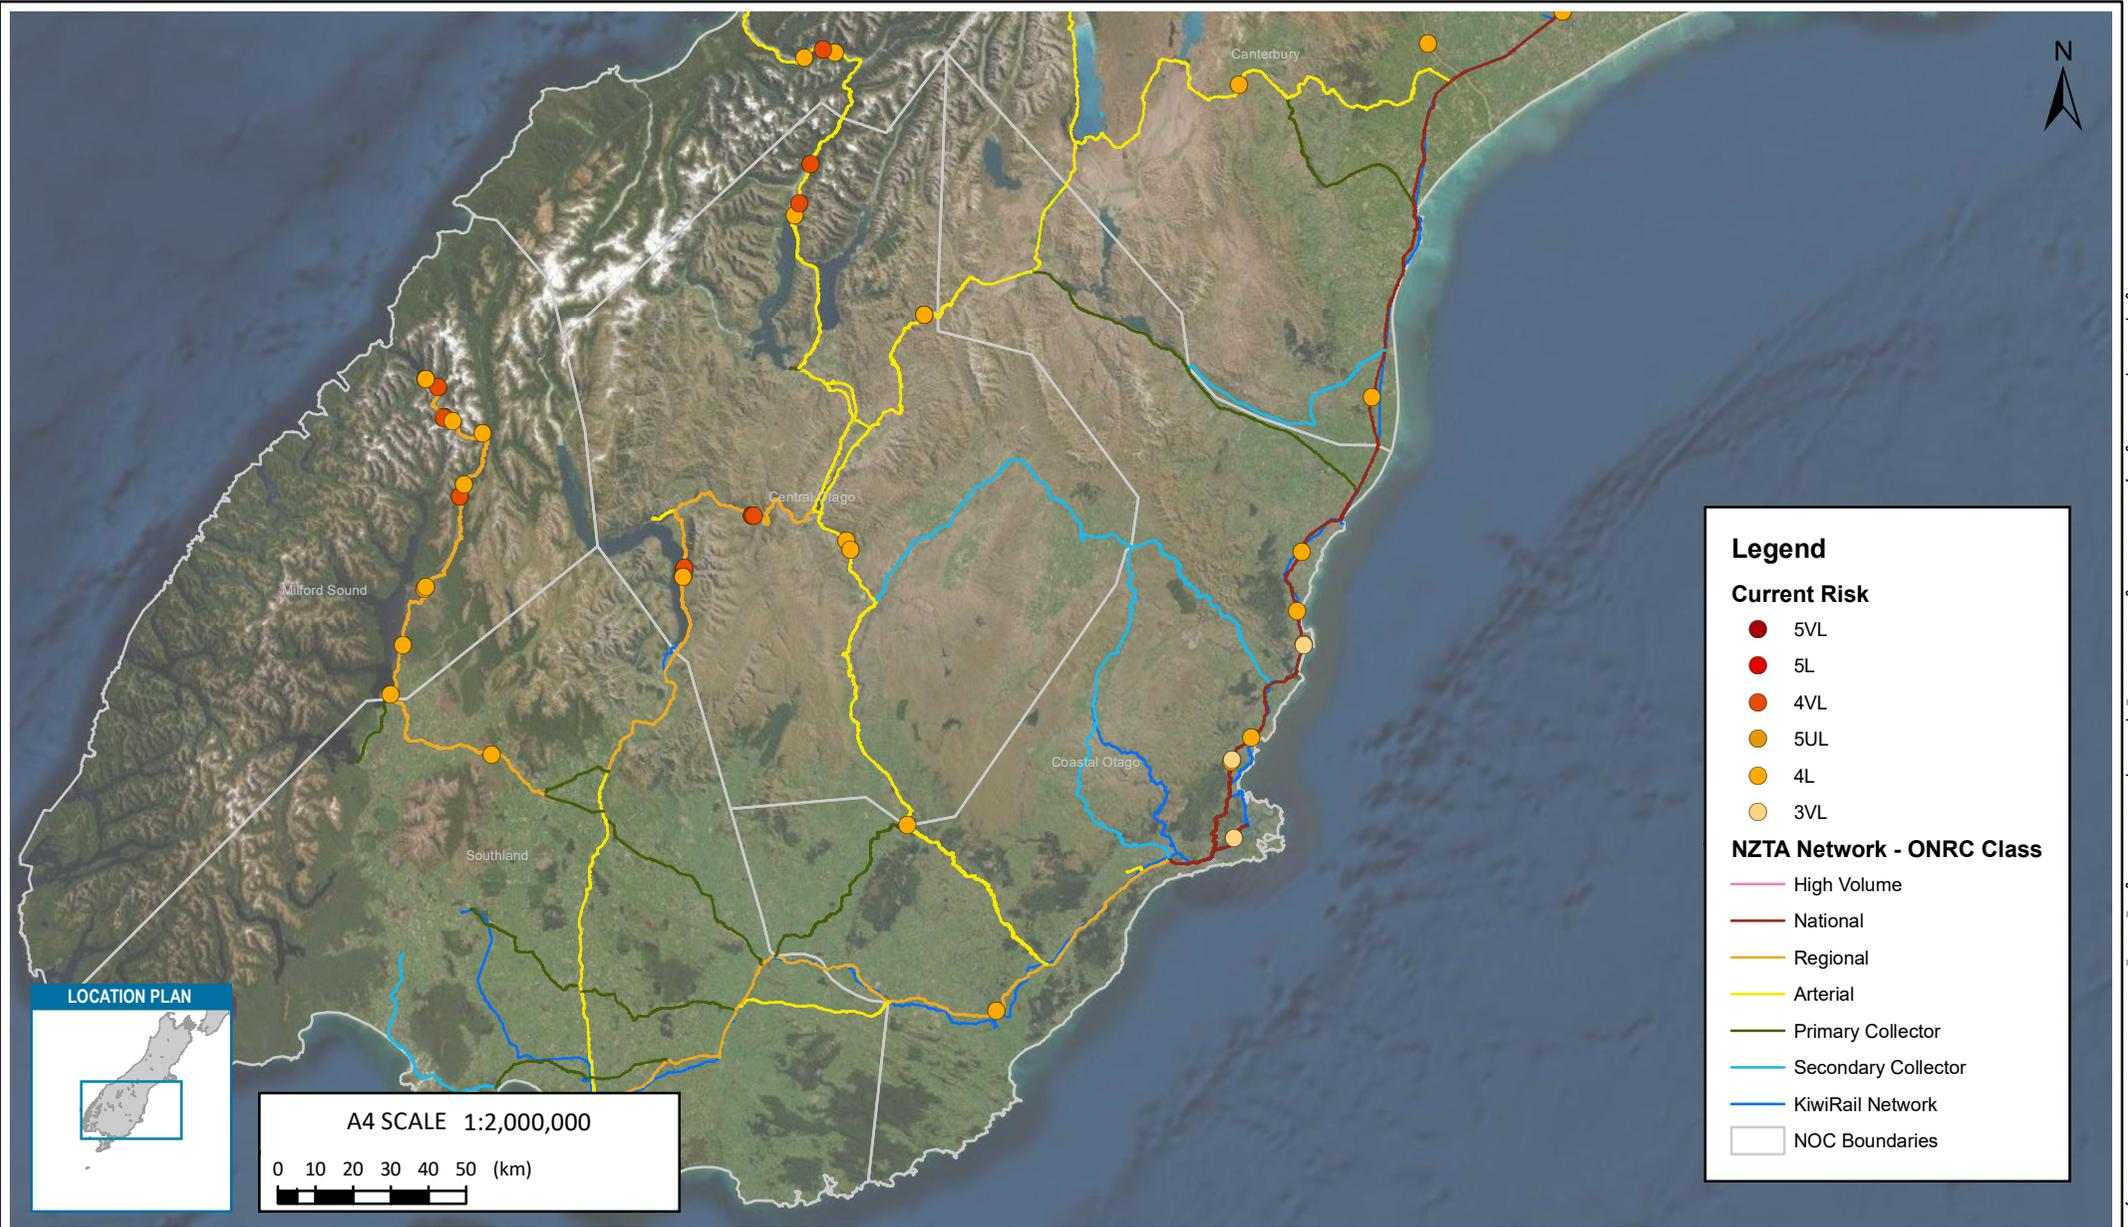 Canterbury
N
Central Otago
Milford Sound
Coastal Otago
Southland
Legend
Current Risk
5VL
5L
4VL
5UL
4L
3VL
NZTA Network - ONRC Class
High Volume
National
Regional
Arterial
Primary Collector
Secondary Collector
KiwiRail Network
NOC Boundaries
LOCATION PLAN
A4 SCALE 1:2,000,000
0 10 20 30 40 50 (km)